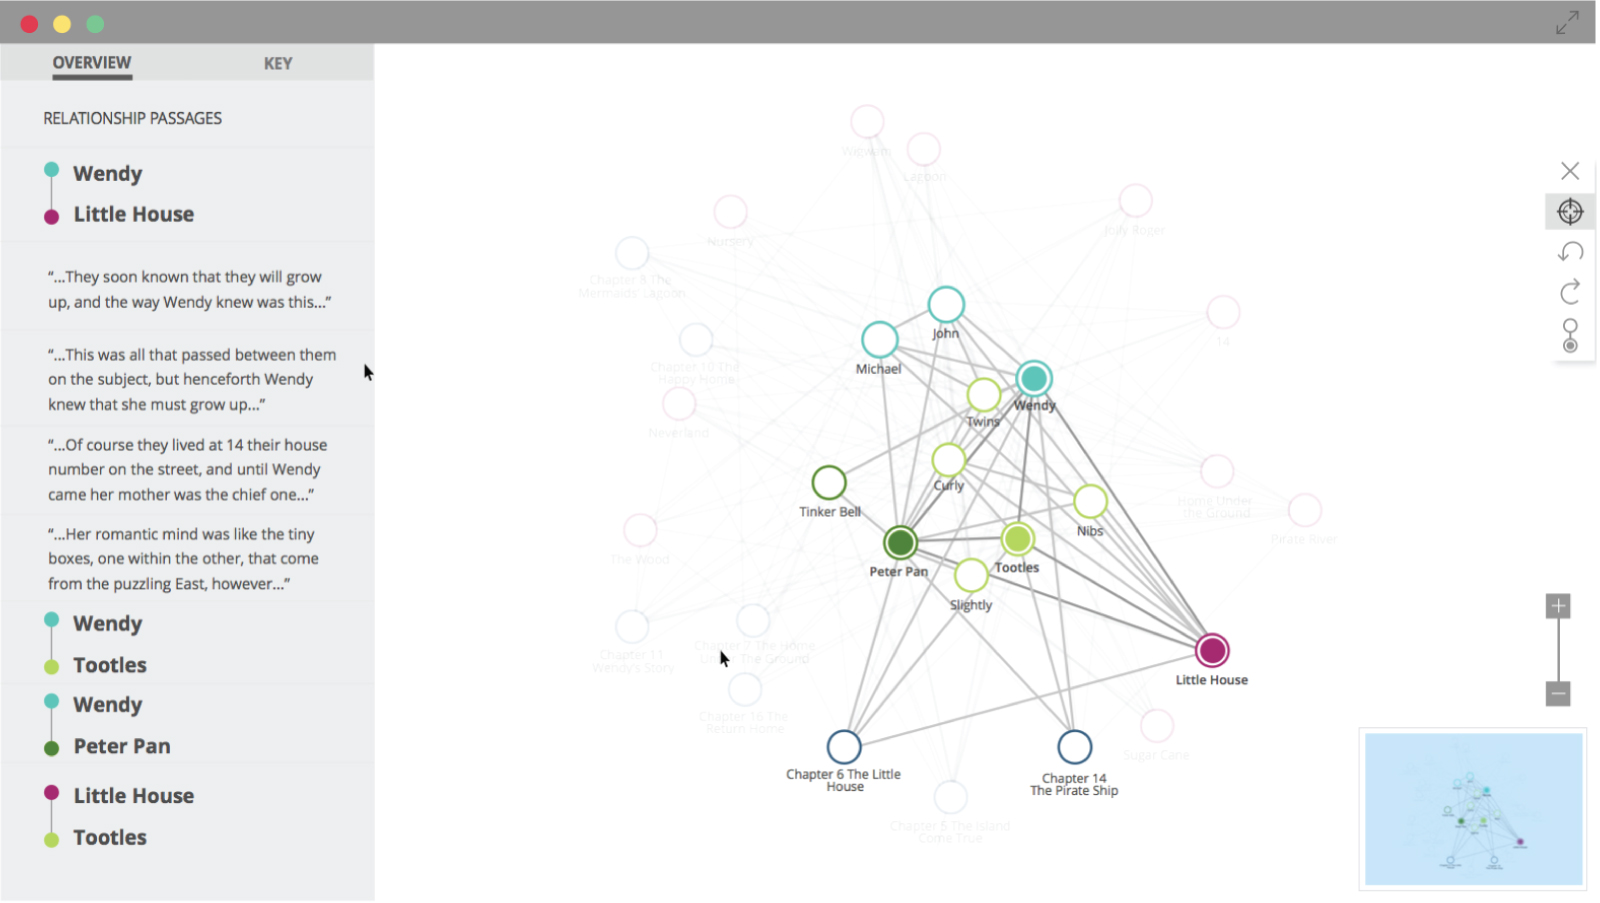 OVERVIEW
KEY
RELATIONSHIP PASSAGES
Wendy
Little House
“...They soon known that they will grow
up, and the way Wendy knew was this...”
“...This was all that passed between them
on the subject, but henceforth Wendy
knew that she must grow up...”
“...Of course they lived at 14 their house
number on the street, and until Wendy
came her mother was the chief one...”
“...Her romantic mind was like the tiny
boxes, one within the other, that come
from the puzzling East, however...”
Wendy
Tootles
Wendy
Peter Pan
Little House
Tootles
Wigwam
Lagoon
Nursery
Jolly Roger
Chapter 8 The
Mermaids' Lagoon
John
14
Michael
Chapter 10 The
Happy Home
Wendy
Twins
Neverland
Curly
Home Under
the Ground
Tinker Bell
Nibs
Pirate River
The Wood
Peter Pan
Tootles
Slightly
Chapter 11
Wendy's Story
Chapter 7 The Home
Under The Ground
Little House
Chapter 16 The
Return Home
Sugar Cane
Chapter 6 The Little
House
Chapter 14
The Pirate Ship
Chapter 5 The Island
Come True